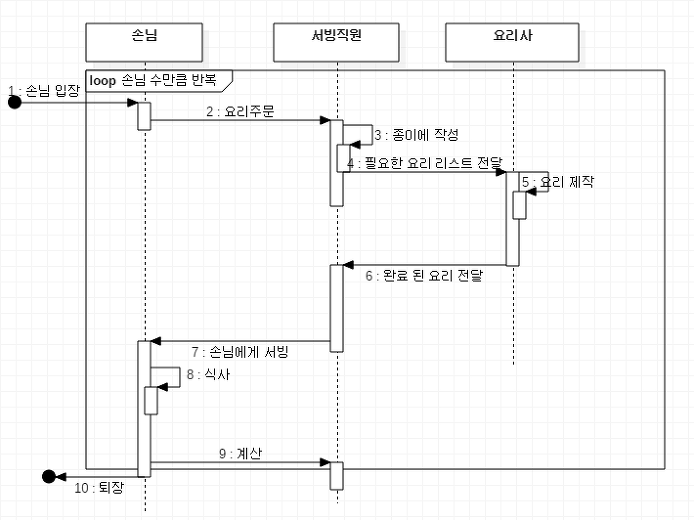 손님
서빙직원
요리사
loop 손님 수만큼 반복
1 : 손님 입장
2 : 요리주문
3 : 종이에 작성
4 : 필요한 요리 리스트 전달
5 : 요리 제작
6 : 완료 된 요리 전달
7 : 손님에게 서빙
8 : 식사
9 : 계산
10 : 퇴장